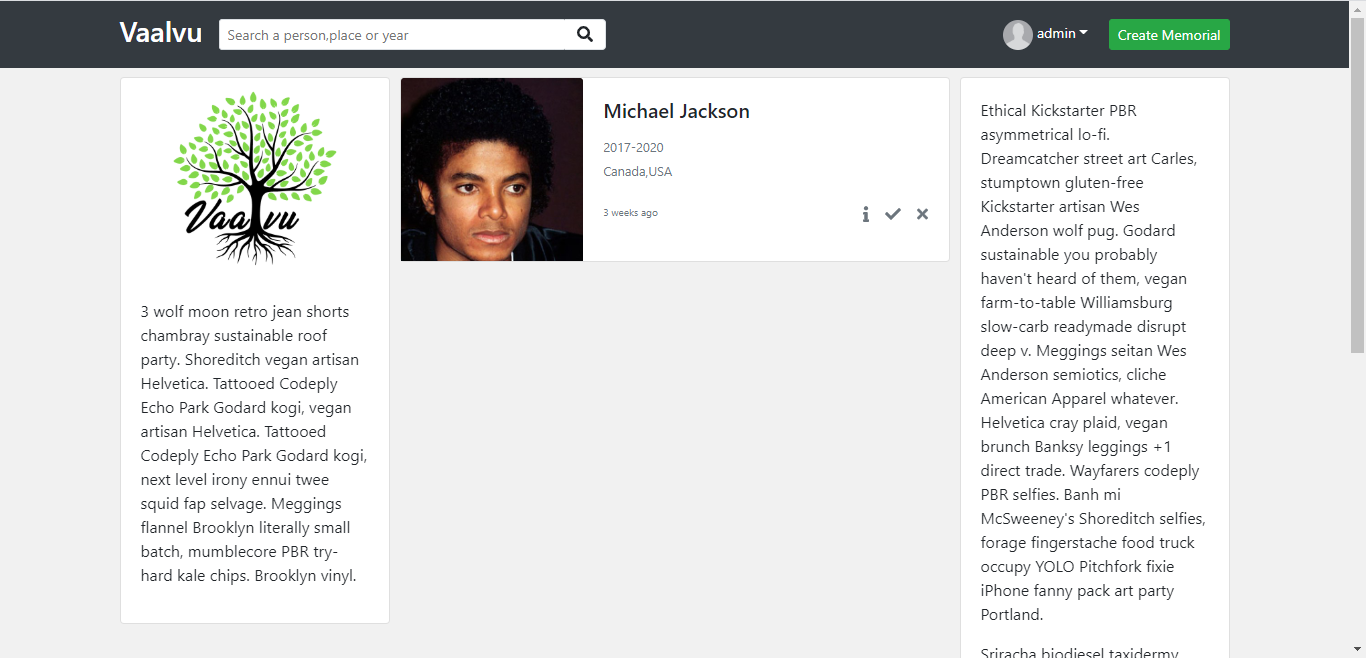 Vaalvu
Search a person,place or year
admin
Create Memorial
Vaalvu
3 wolf moon retro jean shorts
chambray sustainable roof
party. Shoreditch vegan artisan
Helvetica. Tattooed Codeply
Echo Park Godard kogi, vegan
artisan Helvetica. Tattooed
Codeply Echo Park Godard kogi,
next level irony ennui twee
squid fap selvage. Meggings
flannel Brooklyn literally small
batch, mumblecore PBR try-
hard kale chips. Brooklyn vinyl.
Michael Jackson
2017-2020
Canada,USA
3 weeks ago
Ethical Kickstarter PBR
asymmetrical lo-fi.
Dreamcatcher street art Carles,
stumptown gluten-free
Kickstarter artisan Wes
Anderson wolf pug. Godard
sustainable you probably
haven't heard of them, vegan
farm-to-table Williamsburg
slow-carb readymade disrupt
deep v. Meggings seitan Wes
Anderson semiotics, cliche
American Apparel whatever.
Helvetica cray plaid, vegan
brunch Banksy leggings +1
direct trade. Wayfarers codeply
PBR selfies. Banh mi
McSweeney's Shoreditch selfies,
forage fingerstache food truck
occupy YOLO Pitchfork fixie
iPhone fanny pack art party
Portland.
Sriracha biodiesel taxidermy